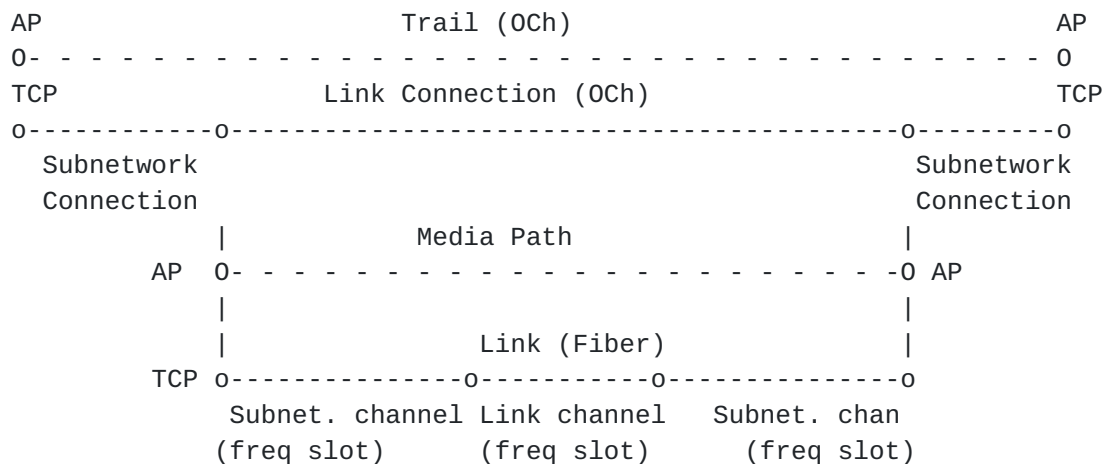 AP                       Trail (OCh)                               AP
O- - - - - - - - - - - - - - - - - - - - - - - - - - - - - - - - - O
TCP                 Link Connection (OCh)                          TCP
o------------o-------------------------------------------o---------o
  Subnetwork                                              Subnetwork
  Connection                                              Connection
             |            Media Path                     |
         AP  O- - - - - - - - - - - - - - - - - - - - - -O AP
             |                                           |
             |                Link (Fiber)               |
         TCP o---------------o-----------o---------------o
              Subnet. channel Link channel   Subnet. chan
             (freq slot)      (freq slot)      (freq slot)